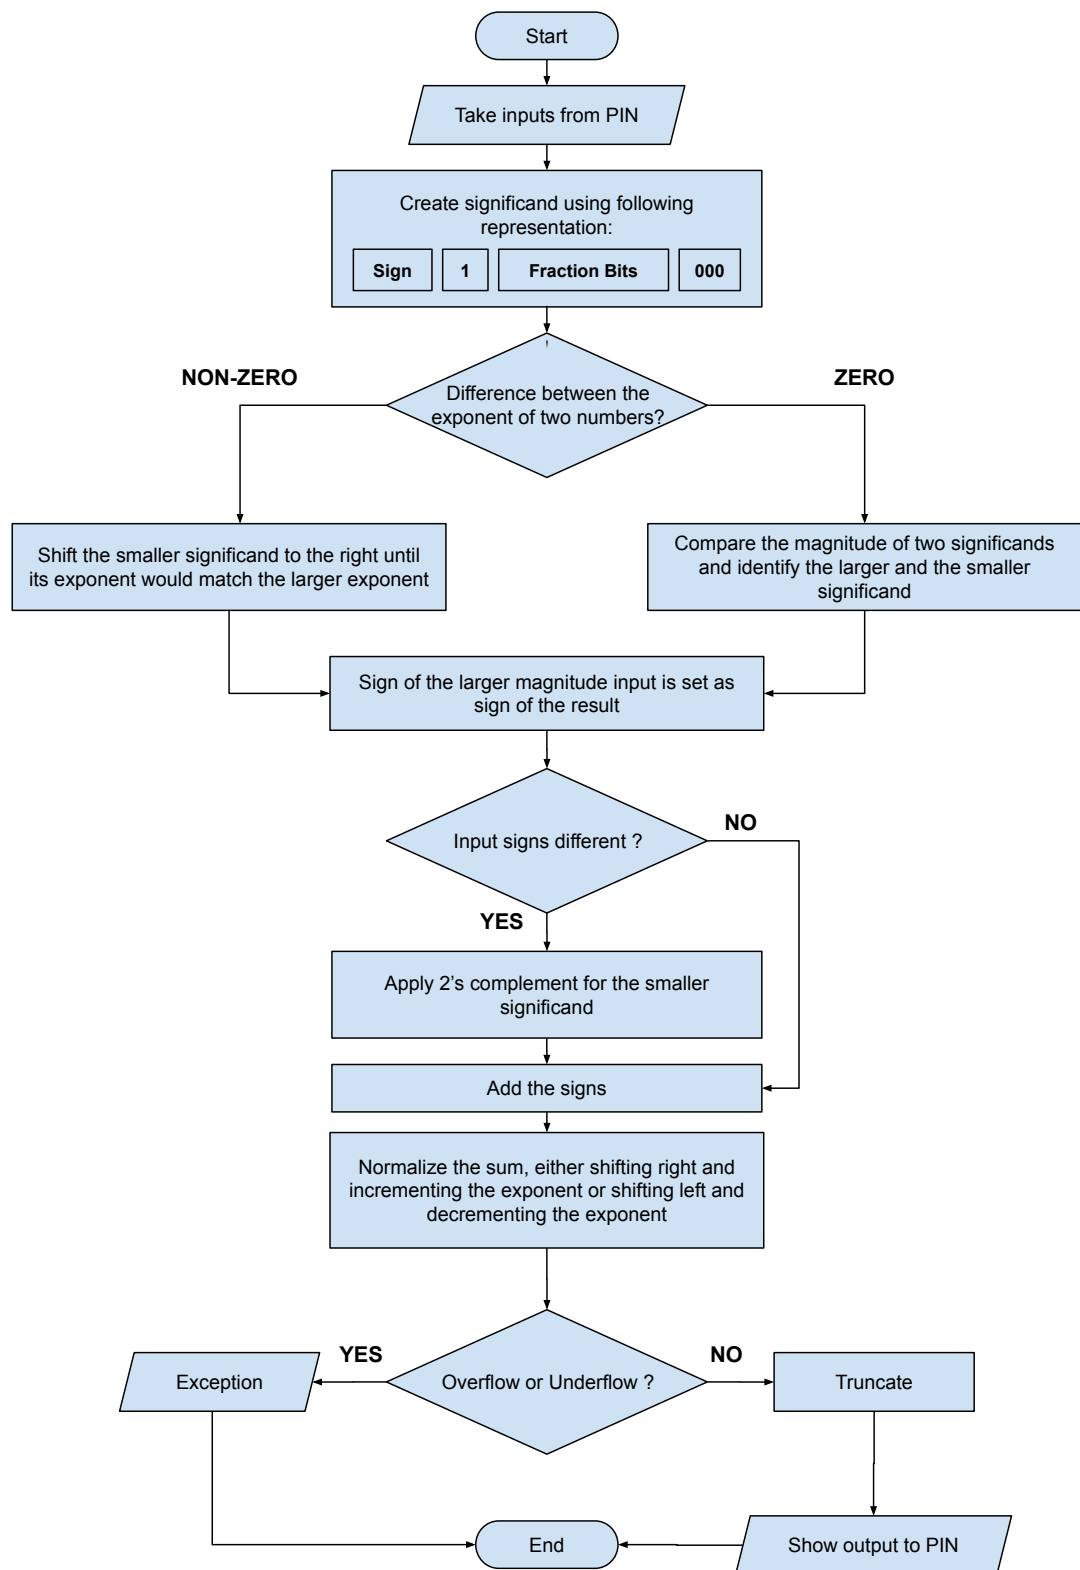 Start
Take inputs from PIN
Create significand using following
representation:
Sign 1 Fraction Bits 000
NON-ZERO
ZERO
Difference between the
exponent of two numbers?
Shift the smaller significand to the right until
its exponent would match the larger exponent
Compare the magnitude of two significands
and identify the larger and the smaller
significand
Sign of the larger magnitude input is set as
sign of the result
Input signs different ?
NO
YES
Apply 2's complement for the smaller
significand
Add the signs
Normalize the sum, either shifting right and
incrementing the exponent or shifting left and
decrementing the exponent
YES
NO
Exception
Overflow or Underflow ?
Truncate
End
Show output to PIN